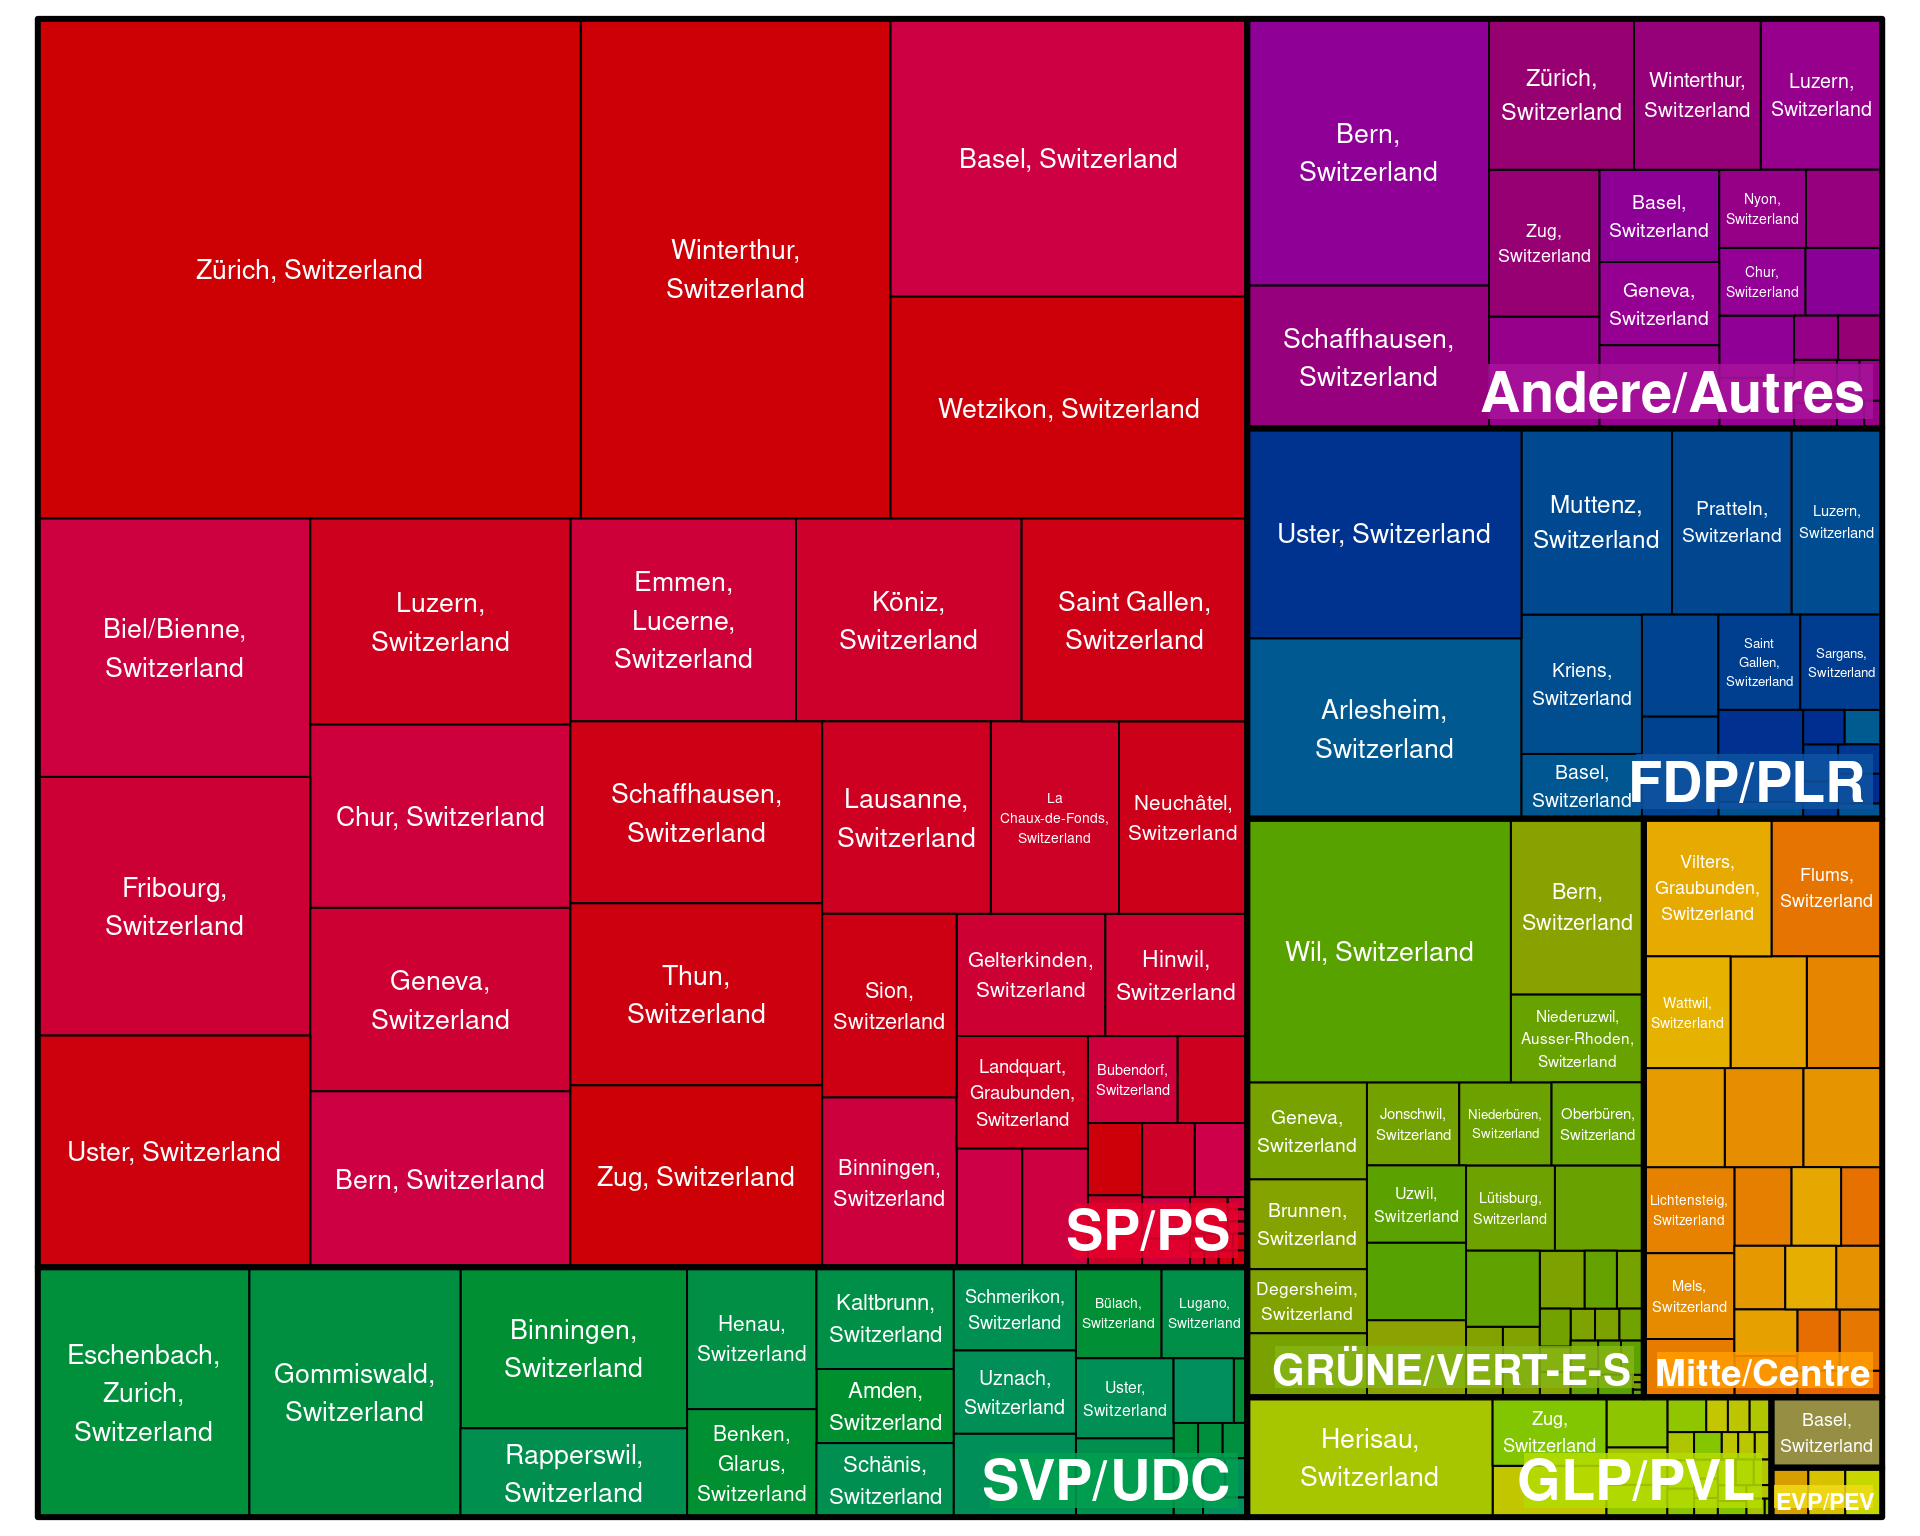 Zürich, Switzerland
Winterthur,
Switzerland
Basel, Switzerland
Wetzikon, Switzerland
Biel/Bienne,
Switzerland
Fribourg,
Switzerland
Uster, Switzerland
Luzern,
Switzerland
Chur, Switzerland
Geneva,
Switzerland
Bern, Switzerland
Emmen,
Lucerne,
Switzerland
Köniz,
Switzerland
Saint Gallen,
Switzerland
Schaffhausen,
Switzerland
Thun,
Switzerland
Zug, Switzerland
Lausanne,
Switzerland
La
Chaux-de-Fonds,
Switzerland
Neuchâtel,
Switzerland
Sion,
Switzerland
Binningen,
Switzerland
Gelterkinden,
Switzerland
Hinwil,
Switzerland
Landquart,
Graubunden,
Switzerland
Bubendorf,
Switzerland
SP/PS
Eschenbach,
Zurich,
Switzerland
Gommiswald,
Switzerland
Binningen,
Switzerland
Rapperswil,
Switzerland
Henau,
Switzerland
Benken,
Glarus,
Switzerland
Kaltbrunn,
Switzerland
Amden,
Switzerland
Schänis,
Switzerland
Schmerikon,
Switzerland
Uznach,
Switzerland
Bülach,
Switzerland
Lugano,
Switzerland
Uster,
Switzerland
SVP/UDC
Bern,
Switzerland
Schaffhausen,
Switzerland
Zürich,
Switzerland
Winterthur,
Switzerland
Luzern,
Switzerland
Zug,
Switzerland
Basel,
Switzerland
Geneva,
Switzerland
Nyon,
Switzerland
Chur,
Switzerland
Andere/Autres
Uster, Switzerland
Arlesheim,
Switzerland
Muttenz,
Switzerland
Pratteln,
Switzerland
Luzern,
Switzerland
Kriens,
Switzerland
Basel,
Switzerland
Saint
Gallen,
Switzerland
Sargans,
Switzerland
FDP/PLR
Wil, Switzerland
Bern,
Switzerland
Niederuzwil,
Ausser-Rhoden,
Switzerland
Geneva,
Switzerland
Brunnen,
Switzerland
Degersheim,
Switzerland
Jonschwil,
Switzerland
Niederbüren,
Switzerland
Oberbüren,
Switzerland
Uzwil,
Switzerland
Lütisburg,
Switzerland
GRÜNE/VERT-E-S
Vilters,
Graubunden,
Switzerland
Flums,
Switzerland
Wattwil,
Switzerland
Lichtensteig,
Switzerland
Mels,
Switzerland
Mitte/Centre
Herisau,
Switzerland
Zug,
Switzerland
GLP/PVL
Basel,
Switzerland
EVP/PEV